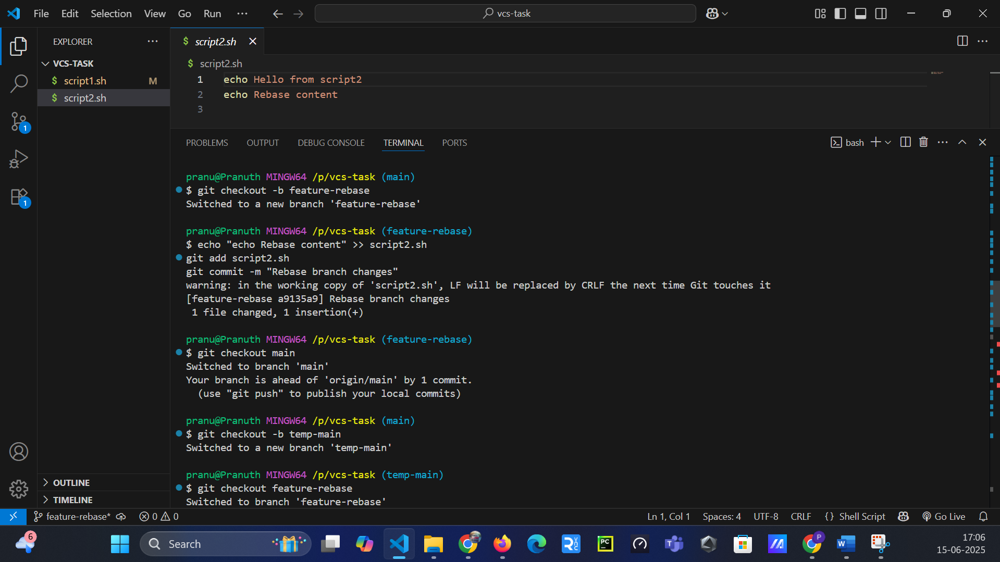 File Edit Selection View Go Run ··· vcs-task
EXPLORER
VCS-TASK
$ script1.sh M
$ script2.sh
1
1
OUTLINE
TIMELINE
$ script2.sh
$ script2.sh
1 echo Hello from script2
2 echo Rebase content
3
PROBLEMS OUTPUT DEBUG CONSOLE TERMINAL PORTS bash
pranu@Pranuth MINGW64 /p/vcs-task (main)
$ git checkout -b feature-rebase
Switched to a new branch 'feature-rebase'
pranu@Pranuth MINGW64 /p/vcs-task (feature-rebase)
$ echo "echo Rebase content" >> script2.sh
git add script2.sh
git commit -m "Rebase branch changes"
warning: in the working copy of 'script2.sh', LF will be replaced by CRLF the next time Git touches it
[feature-rebase a9135a9] Rebase branch changes
1 file changed, 1 insertion(+)
pranu@Pranuth MINGW64 /p/vcs-task (feature-rebase)
$ git checkout main
Switched to branch 'main'
Your branch is ahead of 'origin/main' by 1 commit.
(use "git push" to publish your local commits)
pranu@Pranuth MINGW64 /p/vcs-task (main)
$ git checkout -b temp-main
Switched to a new branch 'temp-main'
pranu@Pranuth MINGW64 /p/vcs-task (temp-main)
$ git checkout feature-rebase
Switched to branch 'feature-rebase'
feature-rebase* 0 0 Ln 1, Col 1 Spaces: 4 UTF-8 CRLF {} Shell Script Go Live
6 Search PC P W 17:06
15-06-2025